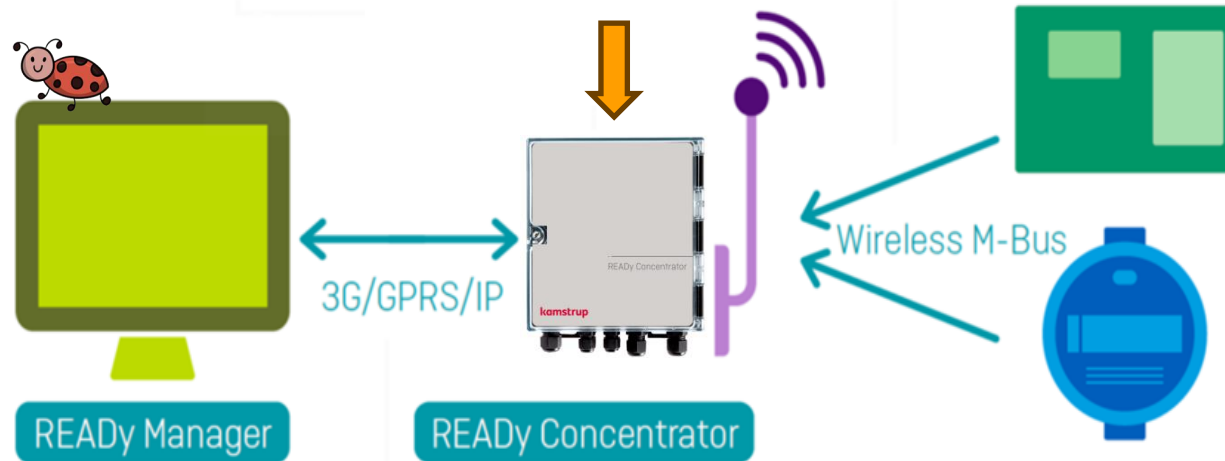 3G/GPRS/IP
READy Concentrator
kamstrup
Wireless M-Bus
READy Manager
READy Concentrator